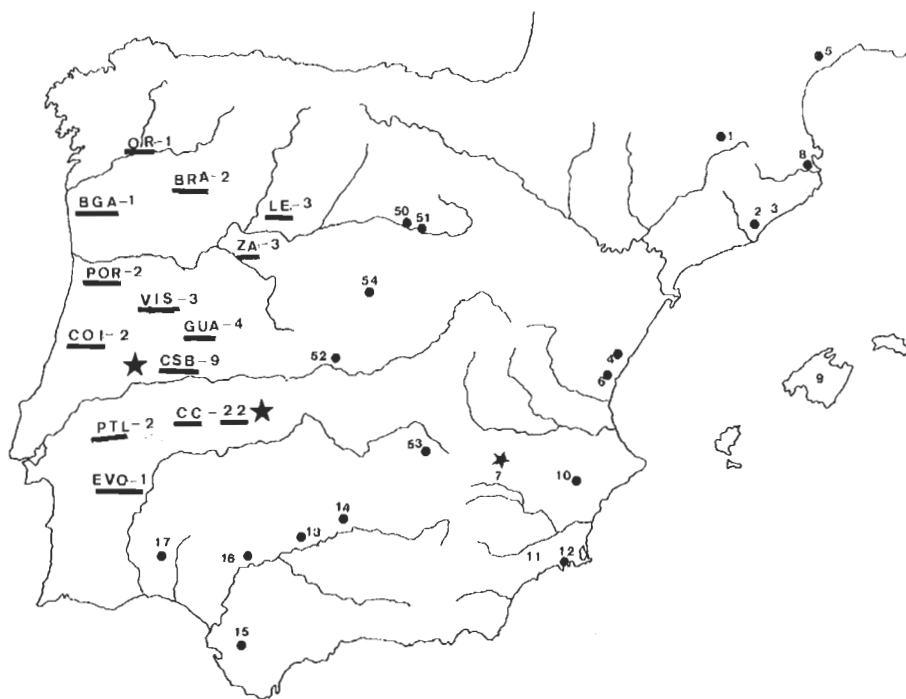 5
1
OR-1
8
BRA-2
BGA-1
LE-3
50
51
2 3
ZA-3
POR-2
54
VIS-3
GUA-4
COI-2
52
4
CSB-9
6
9
CC-22
PTL-2
53
7
EVO-1
10
14
13
17
16
11
12
15